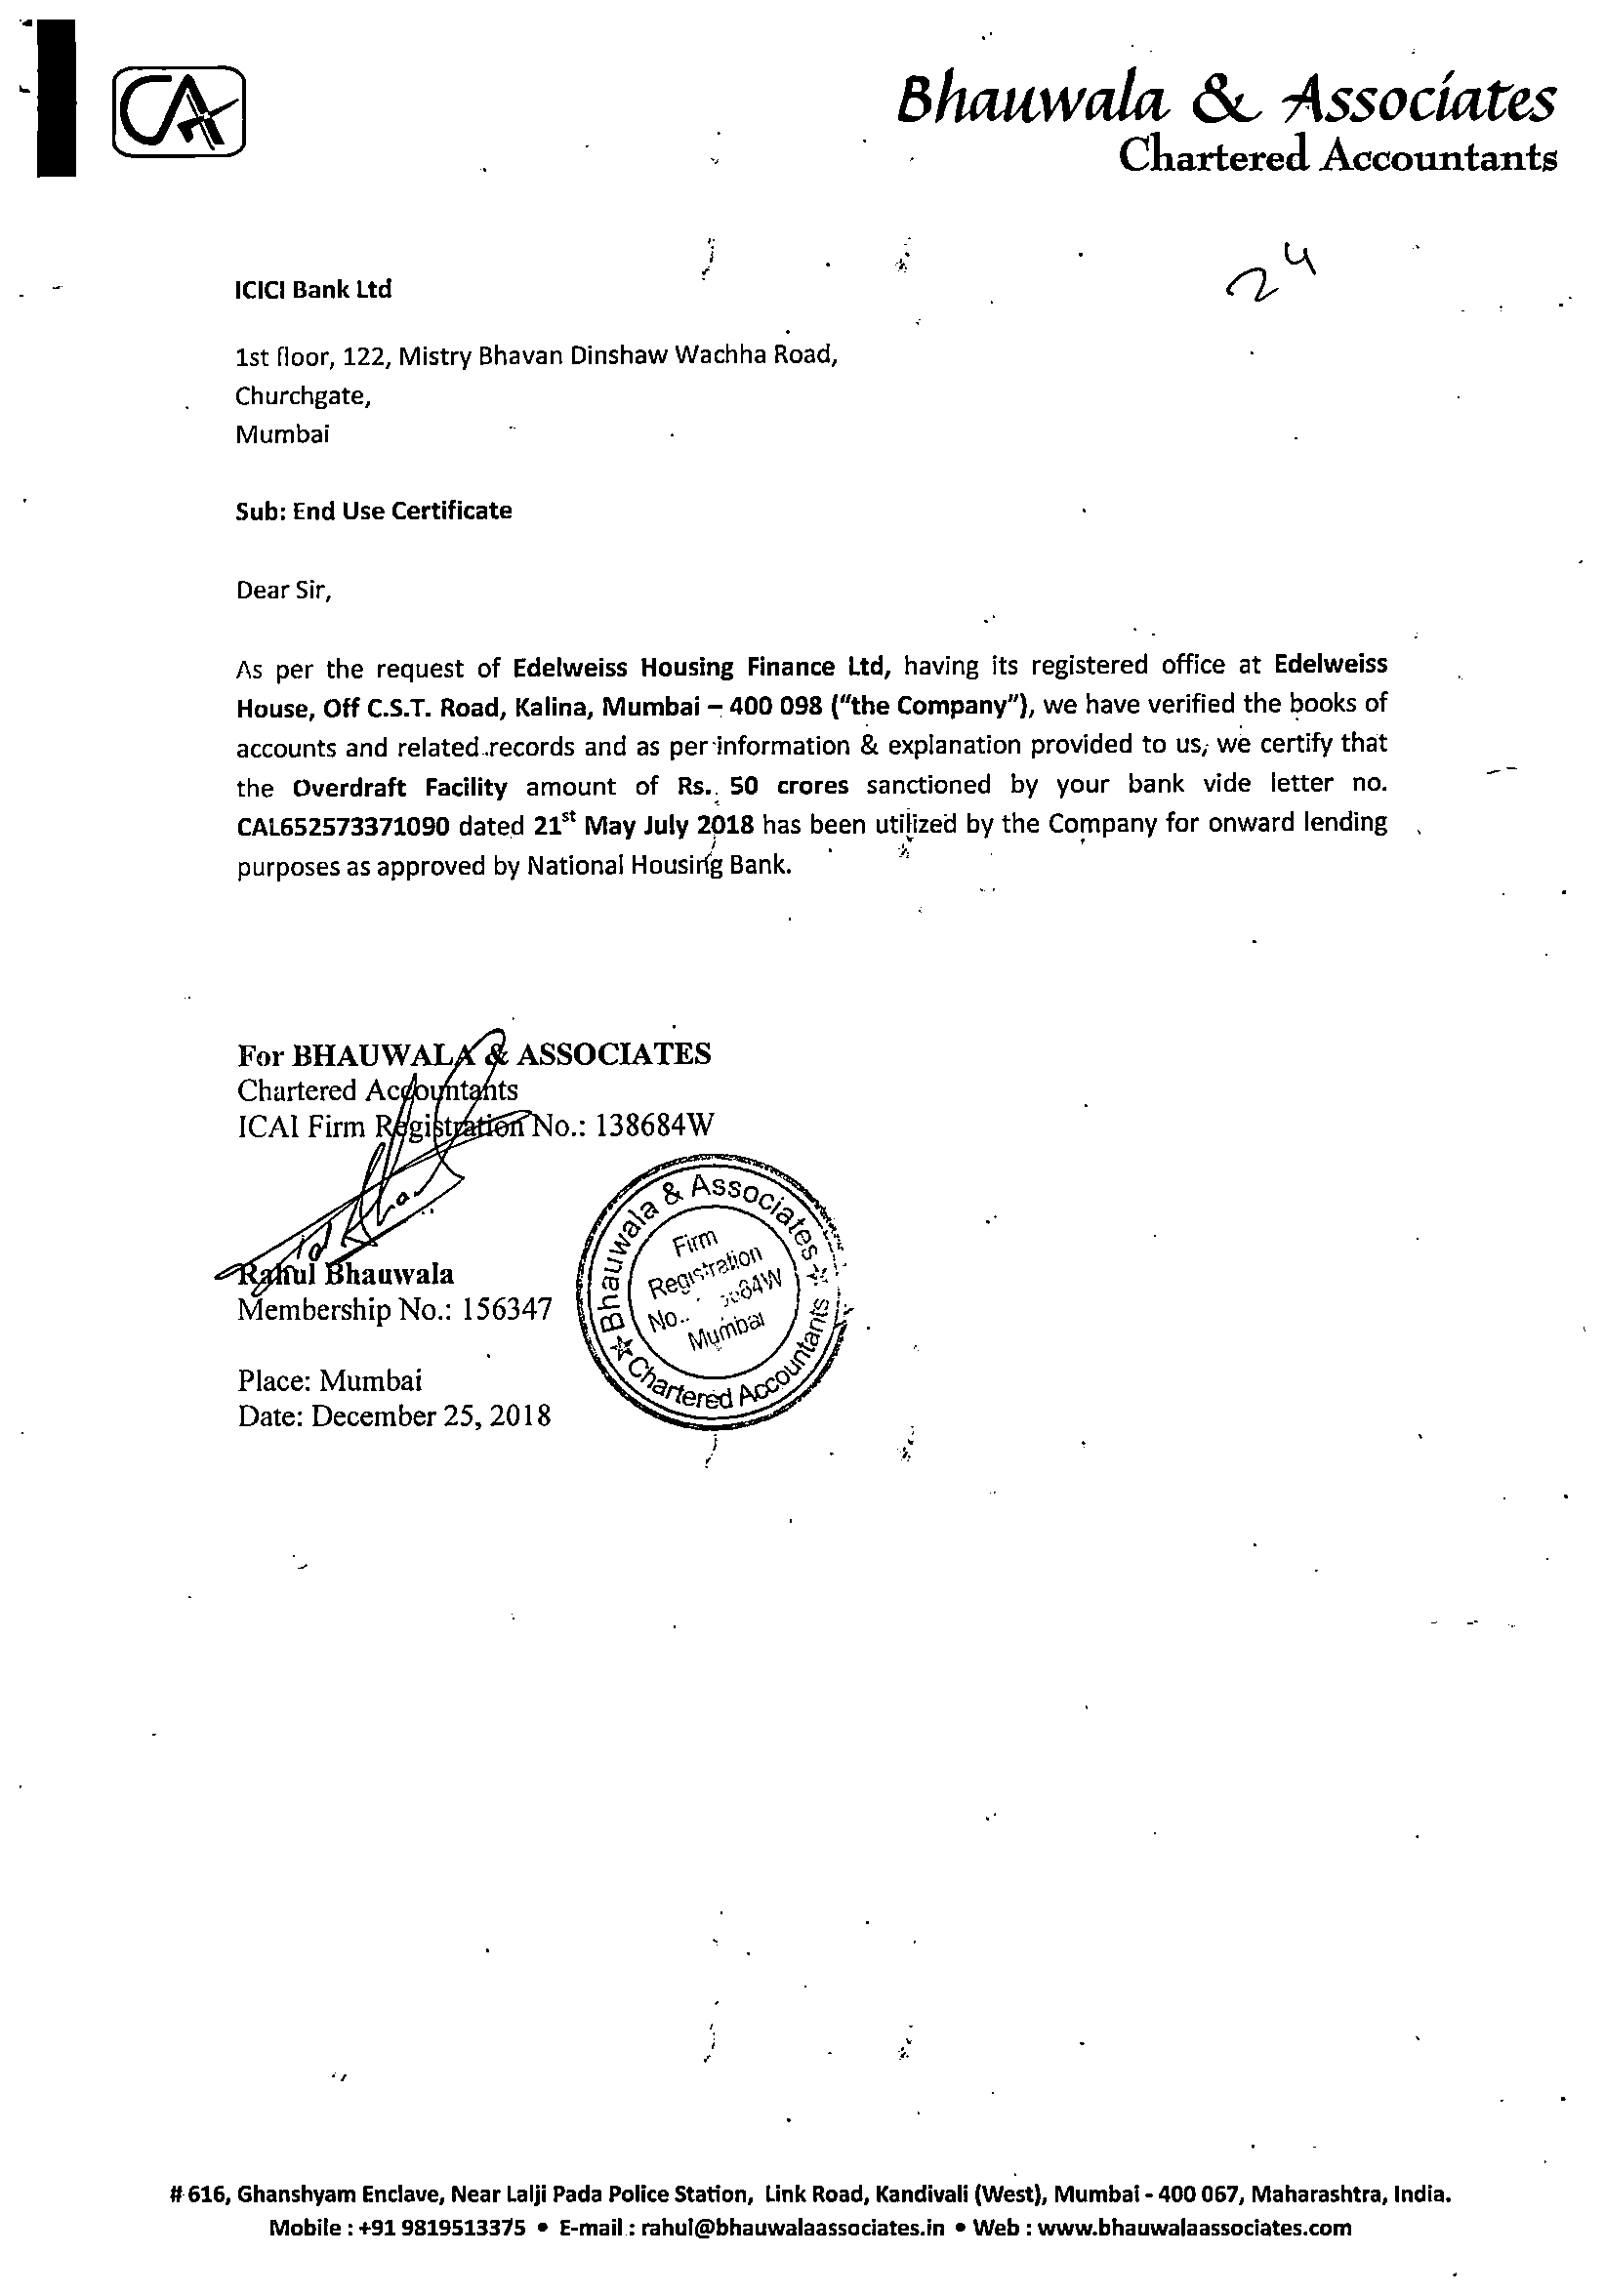 CA
Bhauwala & Associates
Chartered Accountants
24
ICICI Bank Ltd
1st floor, 122, Mistry Bhavan Dinshaw Wachha Road,
Churchgate,
Mumbai
Sub: End Use Certificate
Dear Sir,
As per the request of Edelweiss Housing Finance Ltd, having its registered office at Edelweiss
House, Off C.S.T. Road, Kalina, Mumbai – 400 098 ("the Company"), we have verified the books of
accounts and related records and as per information & explanation provided to us, we certify that
the Overdraft Facility amount of Rs. 50 crores sanctioned by your bank vide letter no.
CAL652573371090 dated 21st May July 2018 has been utilized by the Company for onward lending
purposes as approved by National Housing Bank.
For BHAUWALA & ASSOCIATES
Chartered Accountants
ICAI Firm Registration No.: 138684W
Rahul Bhauwala
Membership No.: 156347
Place: Mumbai
Date: December 25, 2018
Bhauwala & Associates
Firm
Registration
No.
Mumbai
Chartered Accountants
# 616, Ghanshyam Enclave, Near Lalji Pada Police Station, Link Road, Kandivali (West), Mumbai - 400 067, Maharashtra, India.
Mobile : +91 9819513375 • E-mail : rahul@bhauwalaassociates.in • Web : www.bhauwalaassociates.com